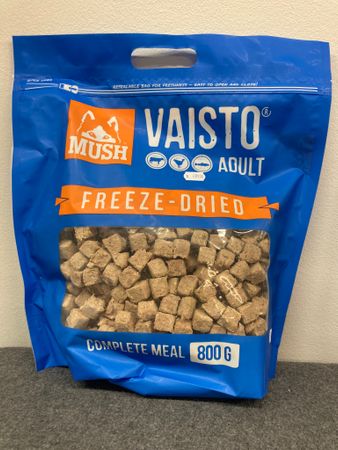 RESEALABLE BAG FOR FRESHNESS – EASY TO OPEN AND CLOSE!
MUSH
VAISTO®
ADULT
FREEZE-DRIED
COMPLETE MEAL 800 G